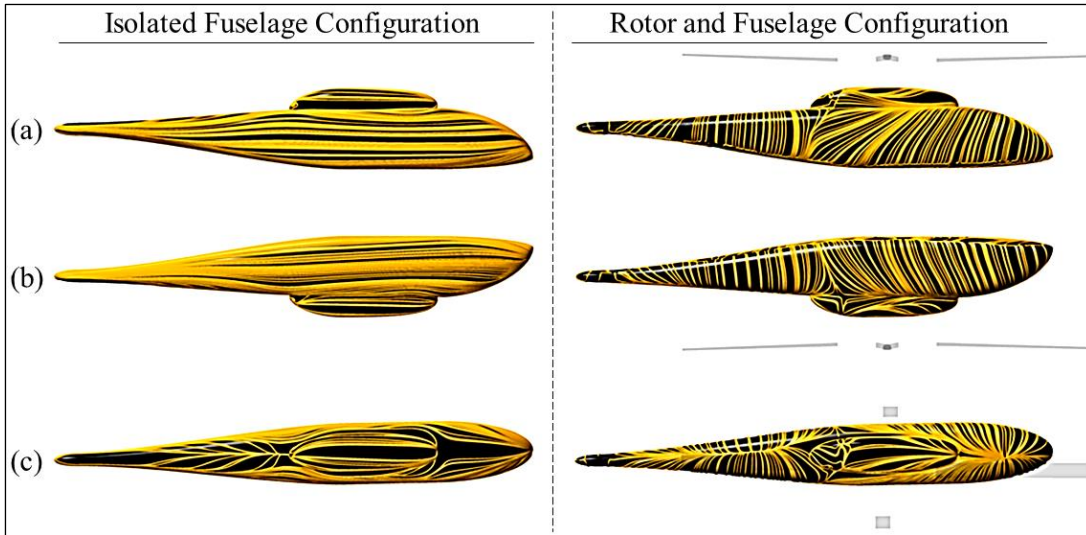 Isolated Fuselage Configuration
Rotor and Fuselage Configuration
(a)
(b)
(c)